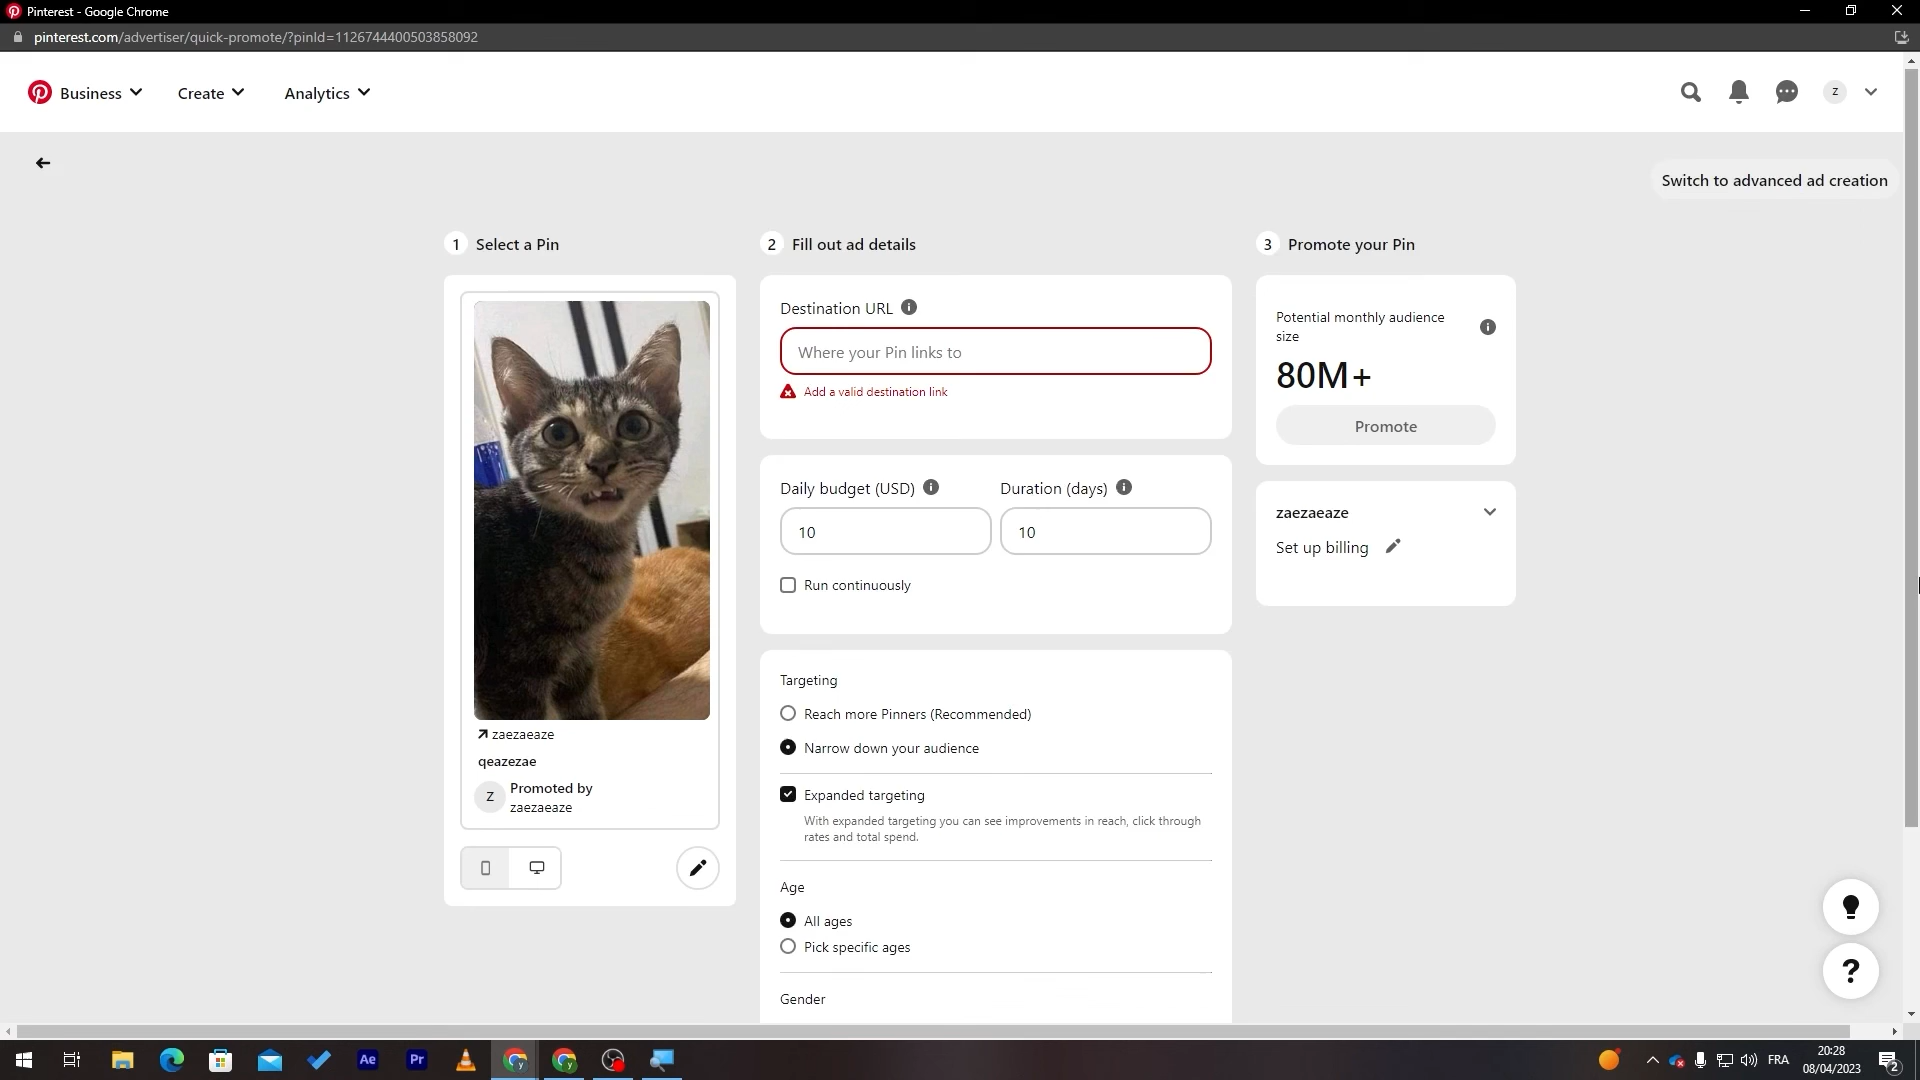 Pinterest - Google Chrome
pinterest.com/advertiser/quick-promote/?pinId=1126744400503858092
Business
Create
Analytics
z
Switch to advanced ad creation
1 Select a Pin
zaezaeaze
qeazezae
Z
Promoted by
zaezaeaze
2 Fill out ad details
Destination URL
Where your Pin links to
Add a valid destination link
Daily budget (USD)
Duration (days)
10
10
Run continuously
Targeting
Reach more Pinners (Recommended)
Narrow down your audience
Expanded targeting
With expanded targeting you can see improvements in reach, click through
rates and total spend.
Age
All ages
Pick specific ages
Gender
3 Promote your Pin
Potential monthly audience
size
80M+
Promote
zaezaeaze
Set up billing
?
Ae
Pr
y
y
FRA
20:28
08/04/2023
2